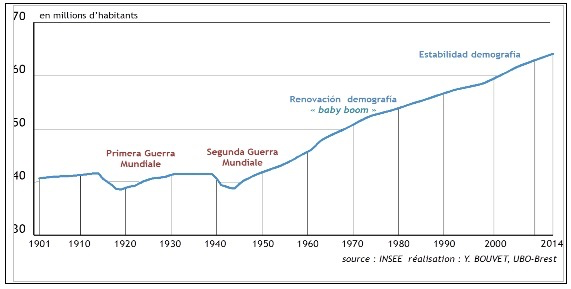 70
en millions d'habitants
60
Estabilidad demografía
Renovación demografía
« baby boom »
50
Primera Guerra
Mundiale
Segunda Guerra
Mundiale
40
30
1901 1910 1920 1930 1940 1950 1960 1970 1980 1990 2000 2014
source : INSEE réalisation : Y. BOUVET, UBO-Brest